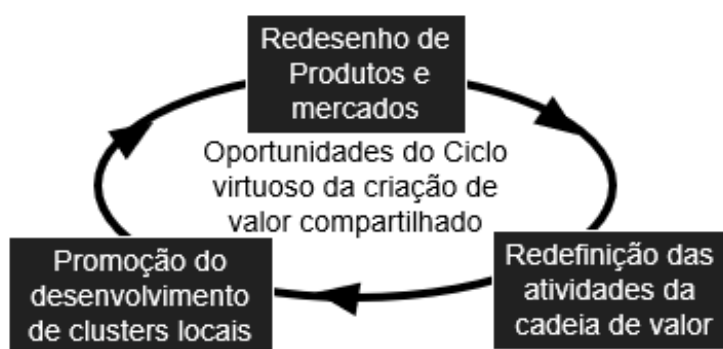 Redesenho de
Produtos e
mercados
Oportunidades do Ciclo
virtuoso da criação de
valor compartilhado
Redefinição das
atividades da
cadeia de valor
Promoção do
desenvolvimento
de clusters locais